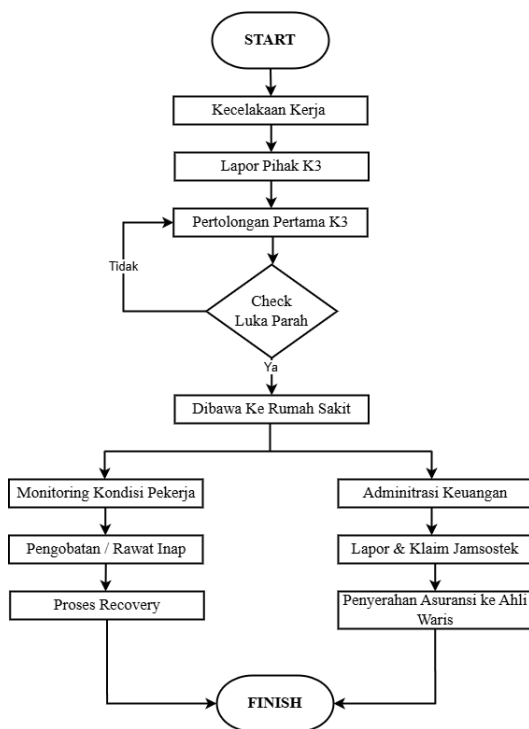 START
Kecelakaan Kerja
Lapor Pihak K3
Pertolongan Pertama K3
Tidak
Check
Luka Parah
Ya
Dibawa Ke Rumah Sakit
Monitoring Kondisi Pekerja
Adminitrasi Keuangan
Pengobatan / Rawat Inap
Lapor & Klaim Jamsostek
Proses Recovery
Penyerahan Asuransi ke Ahli
Waris
FINISH